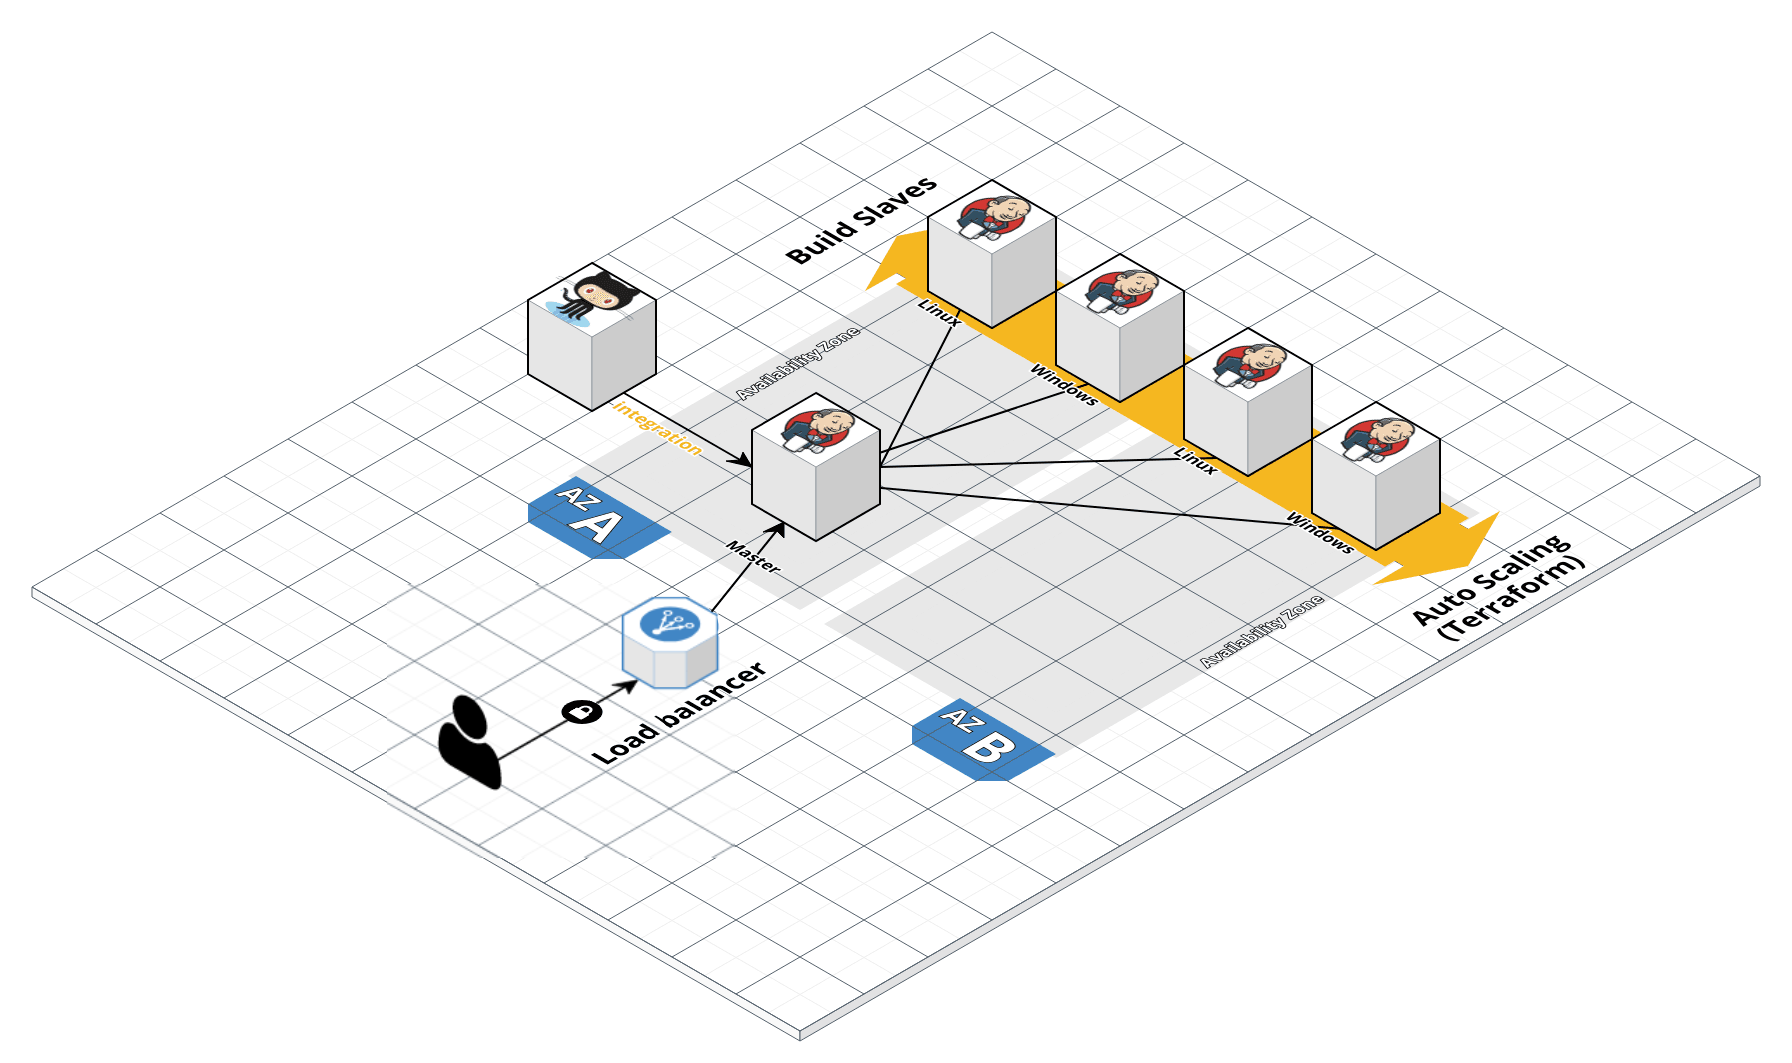 Build Slaves
Linux
Availability Zone
Windows
integration
Linux
AZ A
Windows
Master
Auto Scaling
(Terraform)
Availability Zone
Load balancer
AZ B